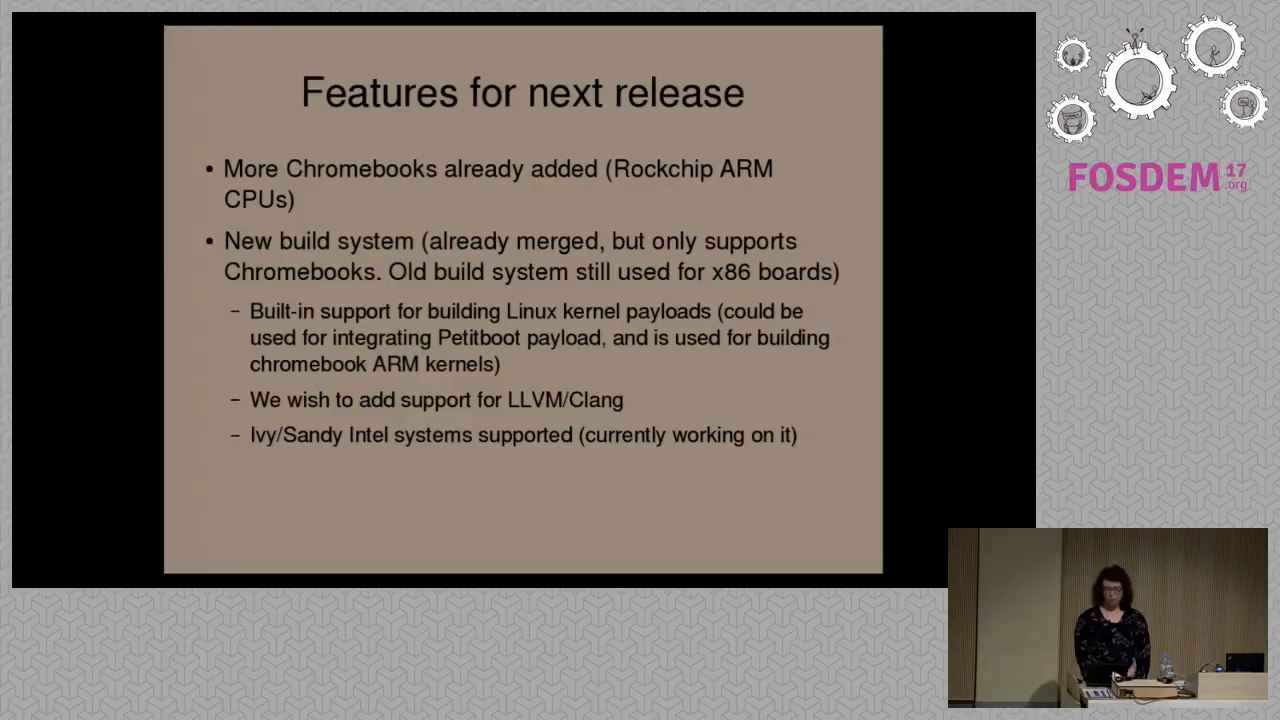 Features for next release
• More Chromebooks already added (Rockchip ARM
CPUs)
• New build system (already merged, but only supports
Chromebooks. Old build system still used for x86 boards)
– Built-in support for building Linux kernel payloads (could be
used for integrating Petitboot payload, and is used for building
chromebook ARM kernels)
– We wish to add support for LLVM/Clang
– Ivy/Sandy Intel systems supported (currently working on it)
FOSDEM 17
.org